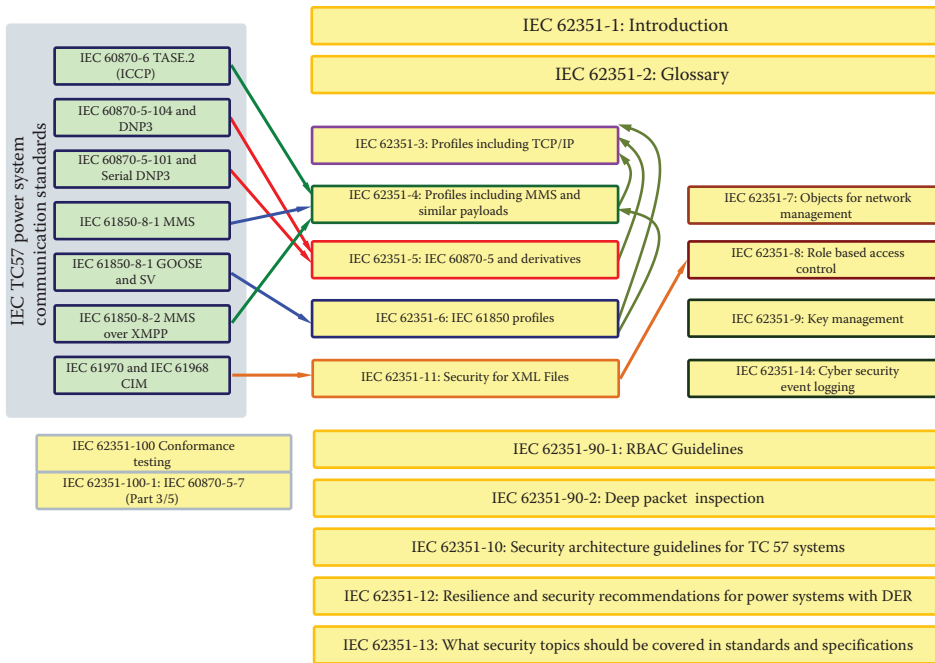 IEC TC57 power system
communication standards
IEC 60870-6 TASE.2
(ICCP)
IEC 60870-5-104 and
DNP3
IEC 60870-5-101 and
Serial DNP3
IEC 61850-8-1 MMS
IEC 61850-8-1 GOOSE
and SV
IEC 61850-8-2 MMS
over XMPP
IEC 61970 and IEC 61968
CIM
IEC 62351-100 Conformance
testing
IEC 62351-100-1: IEC 60870-5-7
(Part 3/5)
IEC 62351-1: Introduction
IEC 62351-2: Glossary
IEC 62351-3: Profiles including TCP/IP
IEC 62351-4: Profiles including MMS and
similar payloads
IEC 62351-5: IEC 60870-5 and derivatives
IEC 62351-6: IEC 61850 profiles
IEC 62351-11: Security for XML Files
IEC 62351-7: Objects for network
management
IEC 62351-8: Role based access
control
IEC 62351-9: Key management
IEC 62351-14: Cyber security
event logging
IEC 62351-90-1: RBAC Guidelines
IEC 62351-90-2: Deep packet inspection
IEC 62351-10: Security architecture guidelines for TC 57 systems
IEC 62351-12: Resilience and security recommendations for power systems with DER
IEC 62351-13: What security topics should be covered in standards and specifications